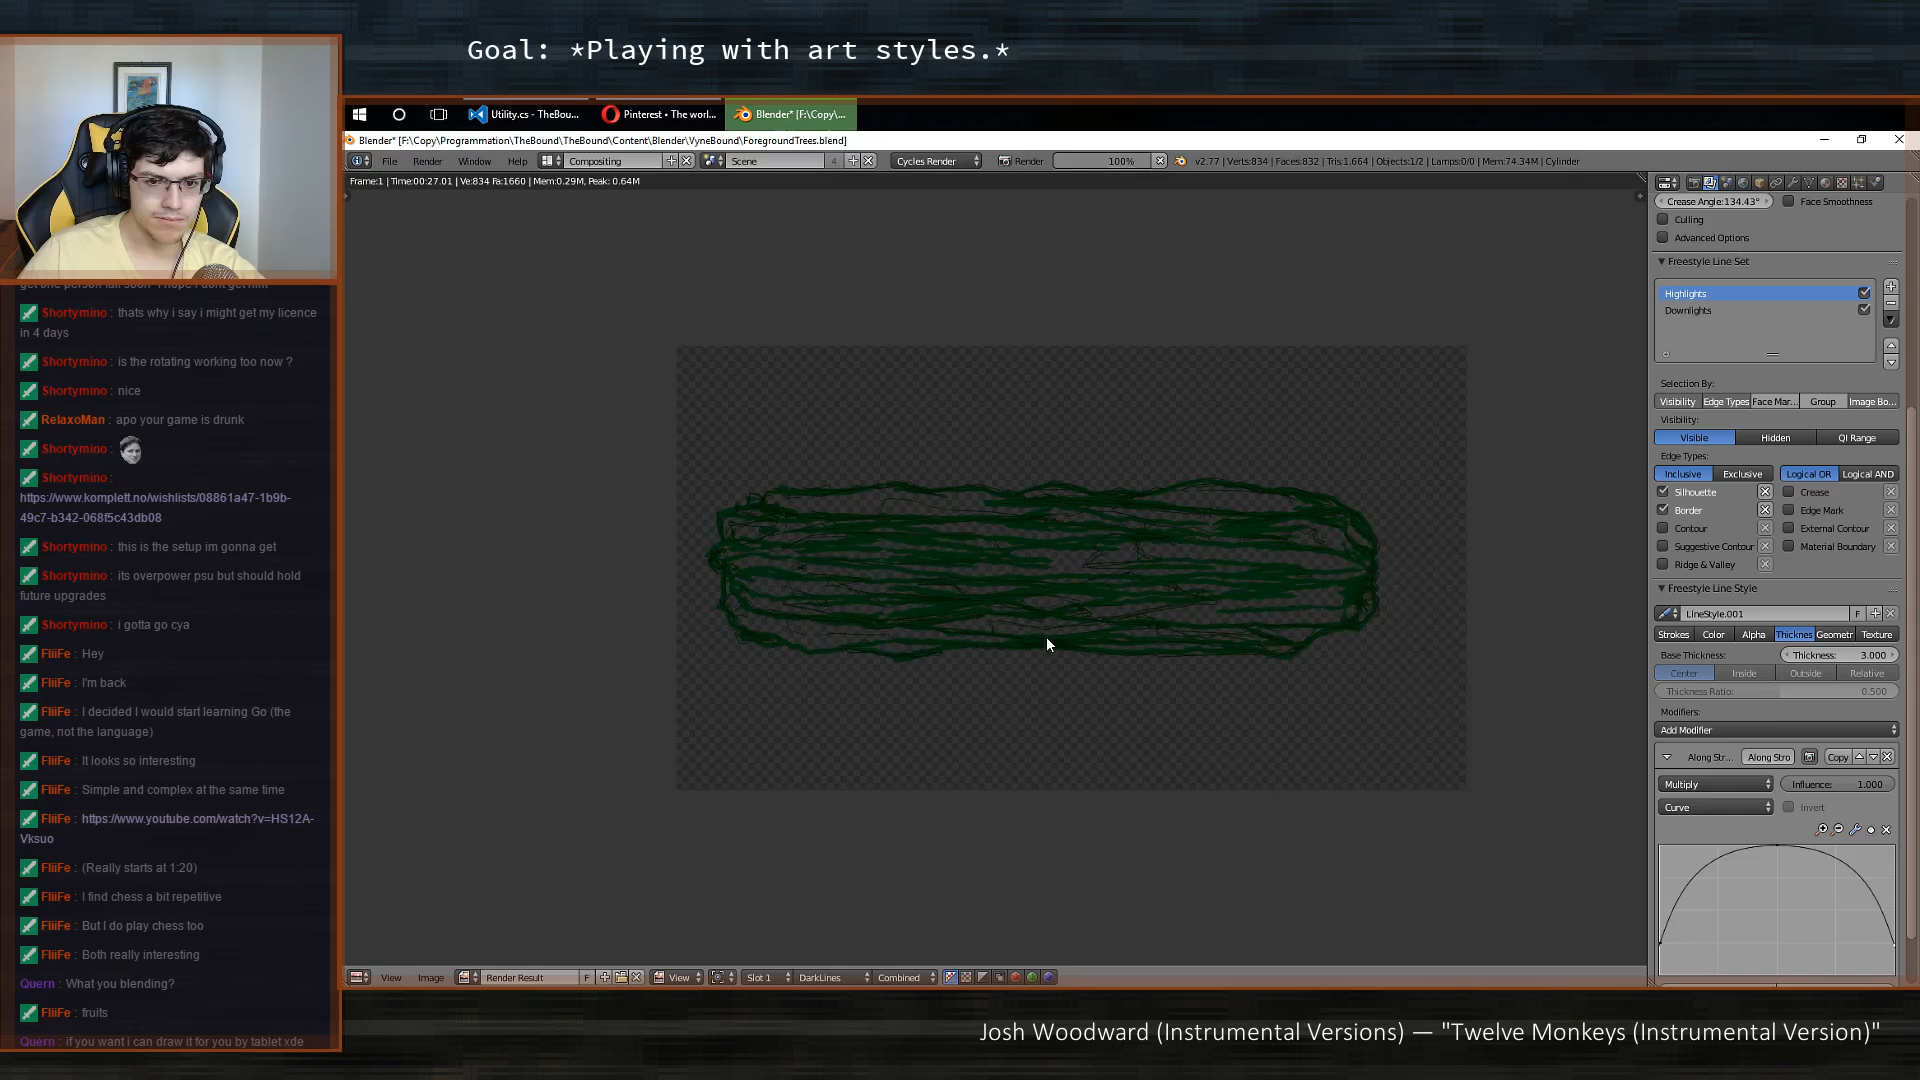 Goal: *Playing with art styles.*
Utility.cs - TheBou...
Pinterest • The worl...
Blender* [F:\Copy\...
Blender* [F:\Copy\Programmation\TheBound\TheBound\Content\Blender\VyneBound\ForegroundTrees.blend]
File Render Window Help Compositing Scene 4 Cycles Render Render 100% v2.77 | Verts:834 | Faces:832 | Tris:1,664 | Objects:1/2 | Lamps:0/0 | Mem:74.34M | Cylinder
Frame:1 | Time:00:27.01 | Ve:834 Fa:1660 | Mem:0.29M, Peak: 0.64M
Crease Angle:134.43° Face Smoothness
Culling
Advanced Options
Freestyle Line Set
Highlights
Downlights
Selection By:
Visibility Edge Types Face Mar... Group Image Bo...
Visibility:
Visible Hidden QI Range
Edge Types:
Inclusive Exclusive Logical OR Logical AND
Silhouette Crease
Border Edge Mark
Contour External Contour
Suggestive Contour Material Boundary
Ridge & Valley
Freestyle Line Style
LineStyle.001 F
Strokes Color Alpha Thicknes Geometr Texture
Base Thickness: Thickness: 3.000
Center Inside Outside Relative
Thickness Ratio: 0.500
Modifiers:
Add Modifier
Along Str... Along Stro Copy
Multiply Influence: 1.000
Curve Invert
View Image Render Result F View Slot 1 DarkLines Combined
Shortymino : thats why i say i might get my licence
in 4 days
Shortymino : is the rotating working too now ?
Shortymino : nice
RelaxoMan : apo your game is drunk
Shortymino :
Shortymino :
https://www.komplett.no/wishlists/08861a47-1b9b-
49c7-b342-068f5c43db08
Shortymino : this is the setup im gonna get
Shortymino : its overpower psu but should hold
future upgrades
Shortymino : i gotta go cya
FliiFe : Hey
FliiFe : I'm back
FliiFe : I decided I would start learning Go (the
game, not the language)
FliiFe : It looks so interesting
FliiFe : Simple and complex at the same time
FliiFe : https://www.youtube.com/watch?v=HS12A-
Vksuo
FliiFe : (Really starts at 1:20)
FliiFe : I find chess a bit repetitive
FliiFe : But I do play chess too
FliiFe : Both really interesting
Quern : What you blending?
FliiFe : fruits
Quern : if you want i can draw it for you by tablet xde
Josh Woodward (Instrumental Versions) — "Twelve Monkeys (Instrumental Version)"